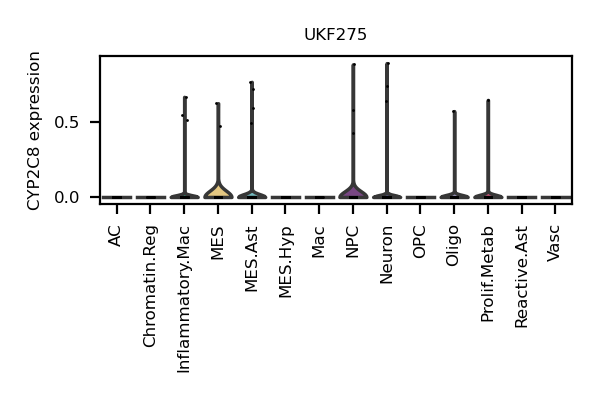 UKF275
CYP2C8 expression
0.5
0.0
AC
Chromatin.Reg
Inflammatory.Mac
MES
MES.Ast
MES.Hyp
Mac
NPC
Neuron
OPC
Oligo
Prolif.Metab
Reactive.Ast
Vasc